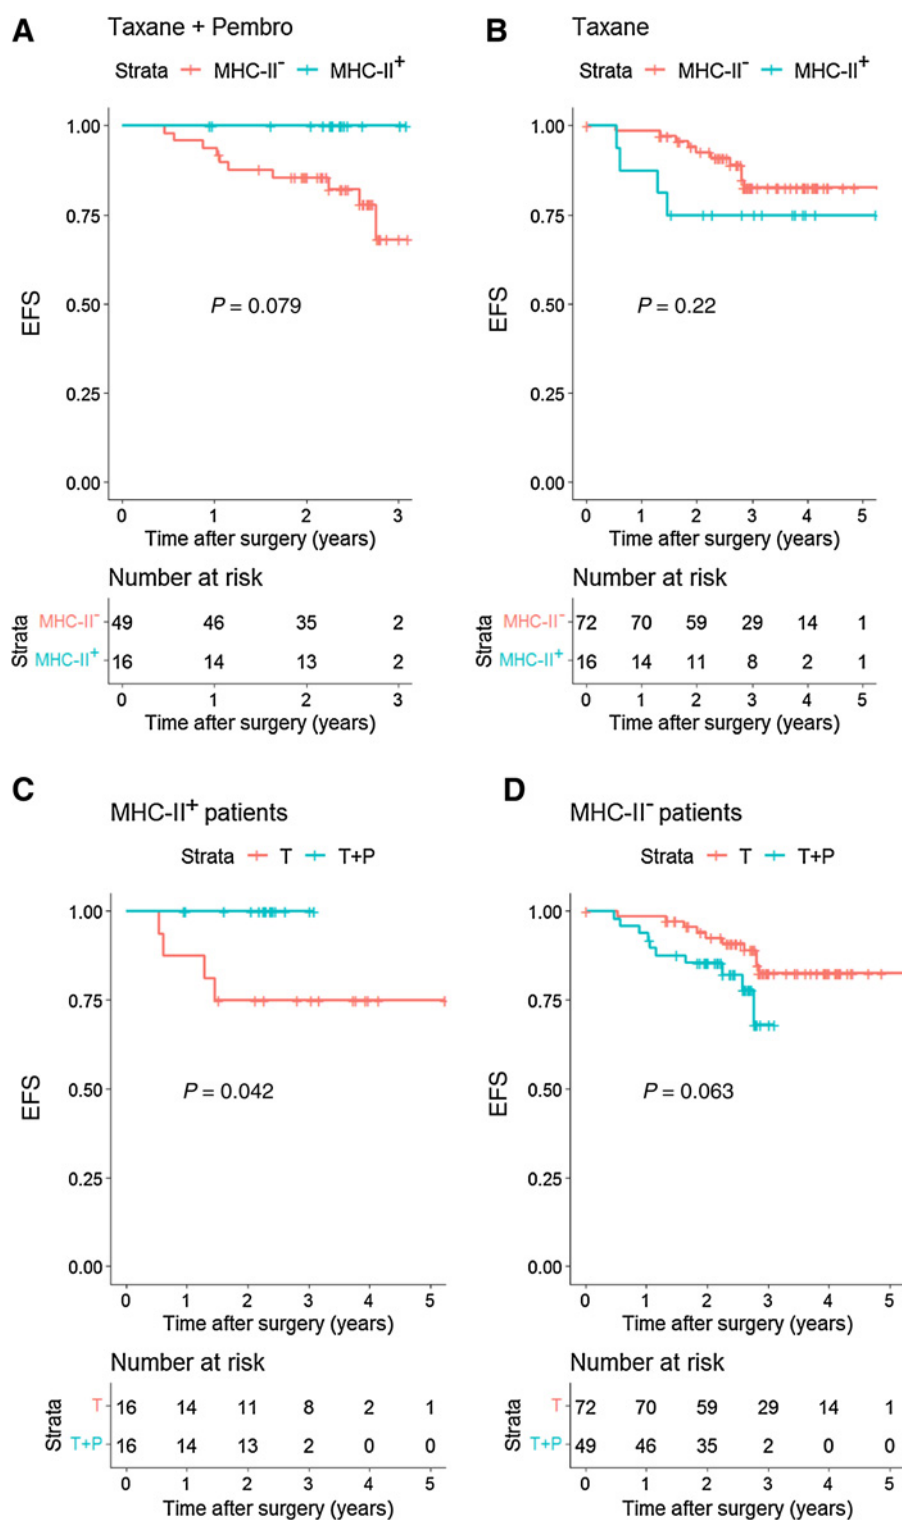 A Taxane + Pembro
Strata MHC-II⁻ MHC-II⁺
1.00
0.75
0.50
0.25
0.00
EFS
P = 0.079
0 1 2 3
Time after surgery (years)
Number at risk
Strata
MHC-II⁻ 49 46 35 2
MHC-II⁺ 16 14 13 2
0 1 2 3
Time after surgery (years)
B Taxane
Strata MHC-II⁻ MHC-II⁺
1.00
0.75
0.50
0.25
0.00
EFS
P = 0.22
0 1 2 3 4 5
Time after surgery (years)
Number at risk
Strata
MHC-II⁻ 72 70 59 29 14 1
MHC-II⁺ 16 14 11 8 2 1
0 1 2 3 4 5
Time after surgery (years)
C
MHC-II⁺ patients
Strata T T+P
1.00
0.75
0.50
0.25
0.00
EFS
P = 0.042
0 1 2 3 4 5
Time after surgery (years)
Number at risk
Strata
T 16 14 11 8 2 1
T+P 16 14 13 2 0 0
0 1 2 3 4 5
Time after surgery (years)
D
MHC-II⁻ patients
Strata T T+P
1.00
0.75
0.50
0.25
0.00
EFS
P = 0.063
0 1 2 3 4 5
Time after surgery (years)
Number at risk
Strata
T 72 70 59 29 14 1
T+P 49 46 35 2 0 0
0 1 2 3 4 5
Time after surgery (years)